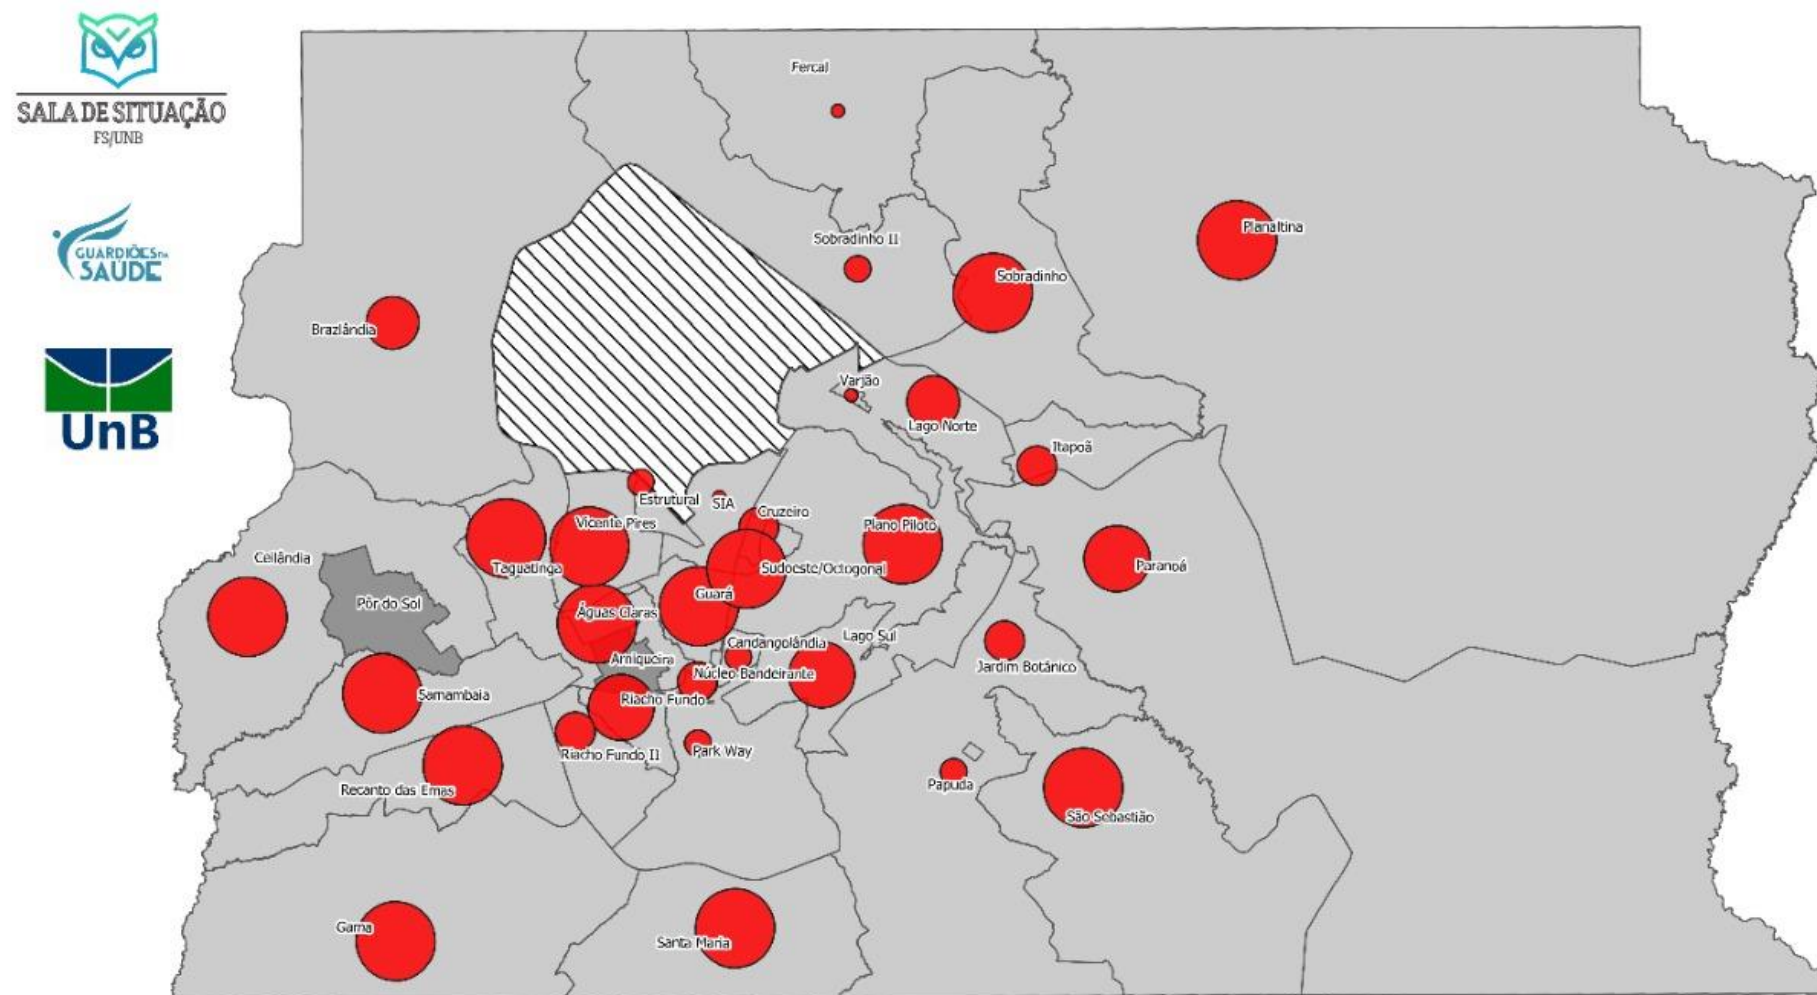 SALA DE SITUAÇÃO
FS/UNB
GUARDIÕES DA
SAÚDE
UnB
Fercal
Planaltina
Sobradinho II
Sobradinho
Brazlândia
Varjão
Lago Norte
Itapoã
Estrutural
SIA
Cruzeiro
Vicente Pires
Plano Piloto
Ceilândia
Taguatinga
Sudoeste/Octogonal
Paranoá
Guará
Pôr do Sol
Águas Claras
Lago Sul
Candangolândia
Arniqueira
Jardim Botânico
Núcleo Bandeirante
Samambaia
Riacho Fundo
Riacho Fundo II
Park Way
Papuda
Recanto das Emas
São Sebastião
Gama
Santa Maria